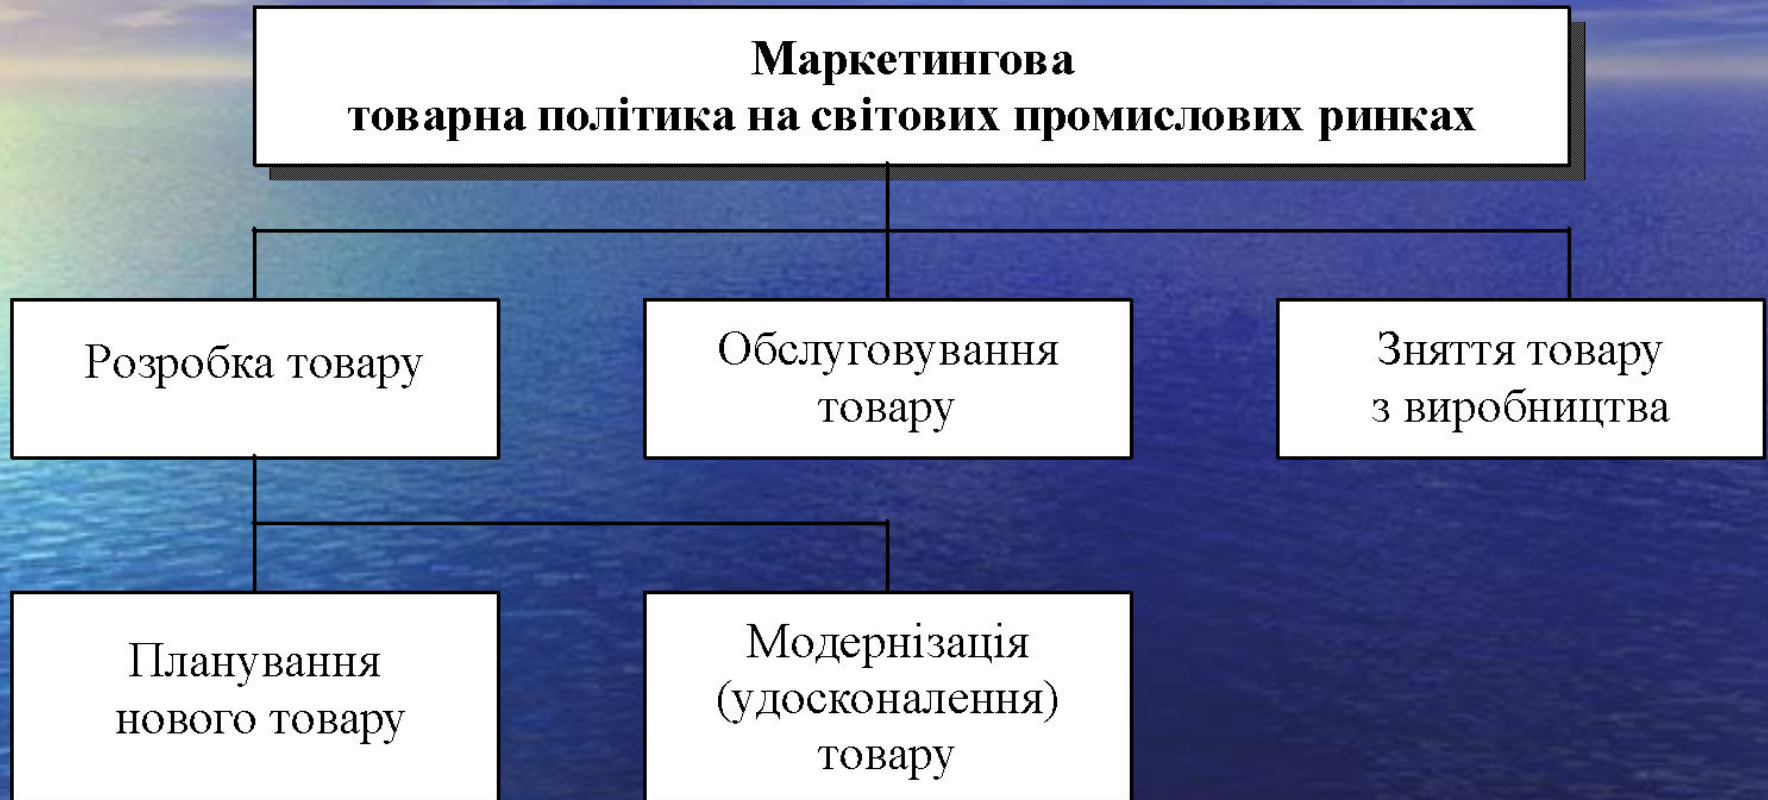 Маркетингова
товарна політика на світових промислових ринках
Розробка товару
Обслуговування
товару
Зняття товару
з виробництва
Планування
нового товару
Модернізація
(удосконалення)
товару